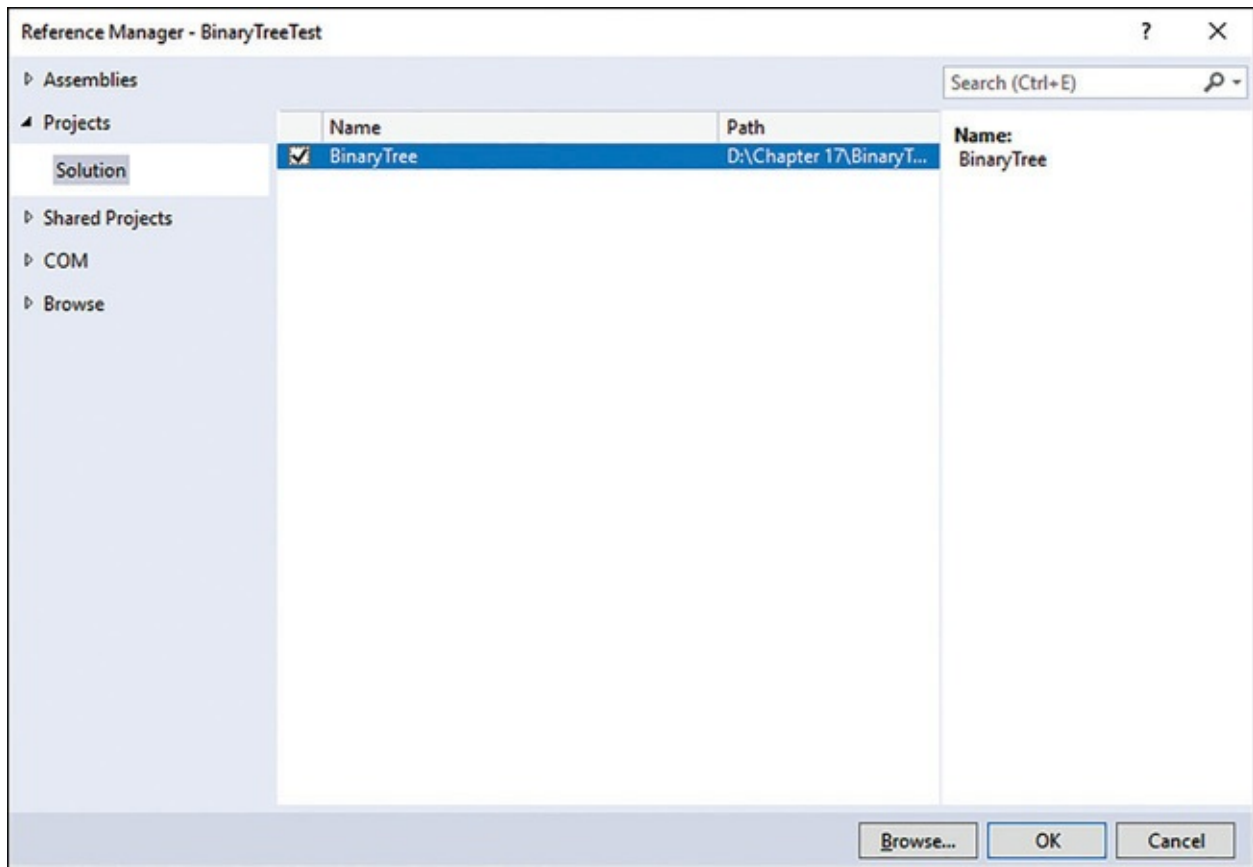 Reference Manager - BinaryTreeTest ? X
Assemblies
Search (Ctrl+E)
Projects
Solution
Shared Projects
COM
Browse
Name Path
BinaryTree D:\Chapter 17\BinaryT...
Name:
BinaryTree
Browse... OK Cancel